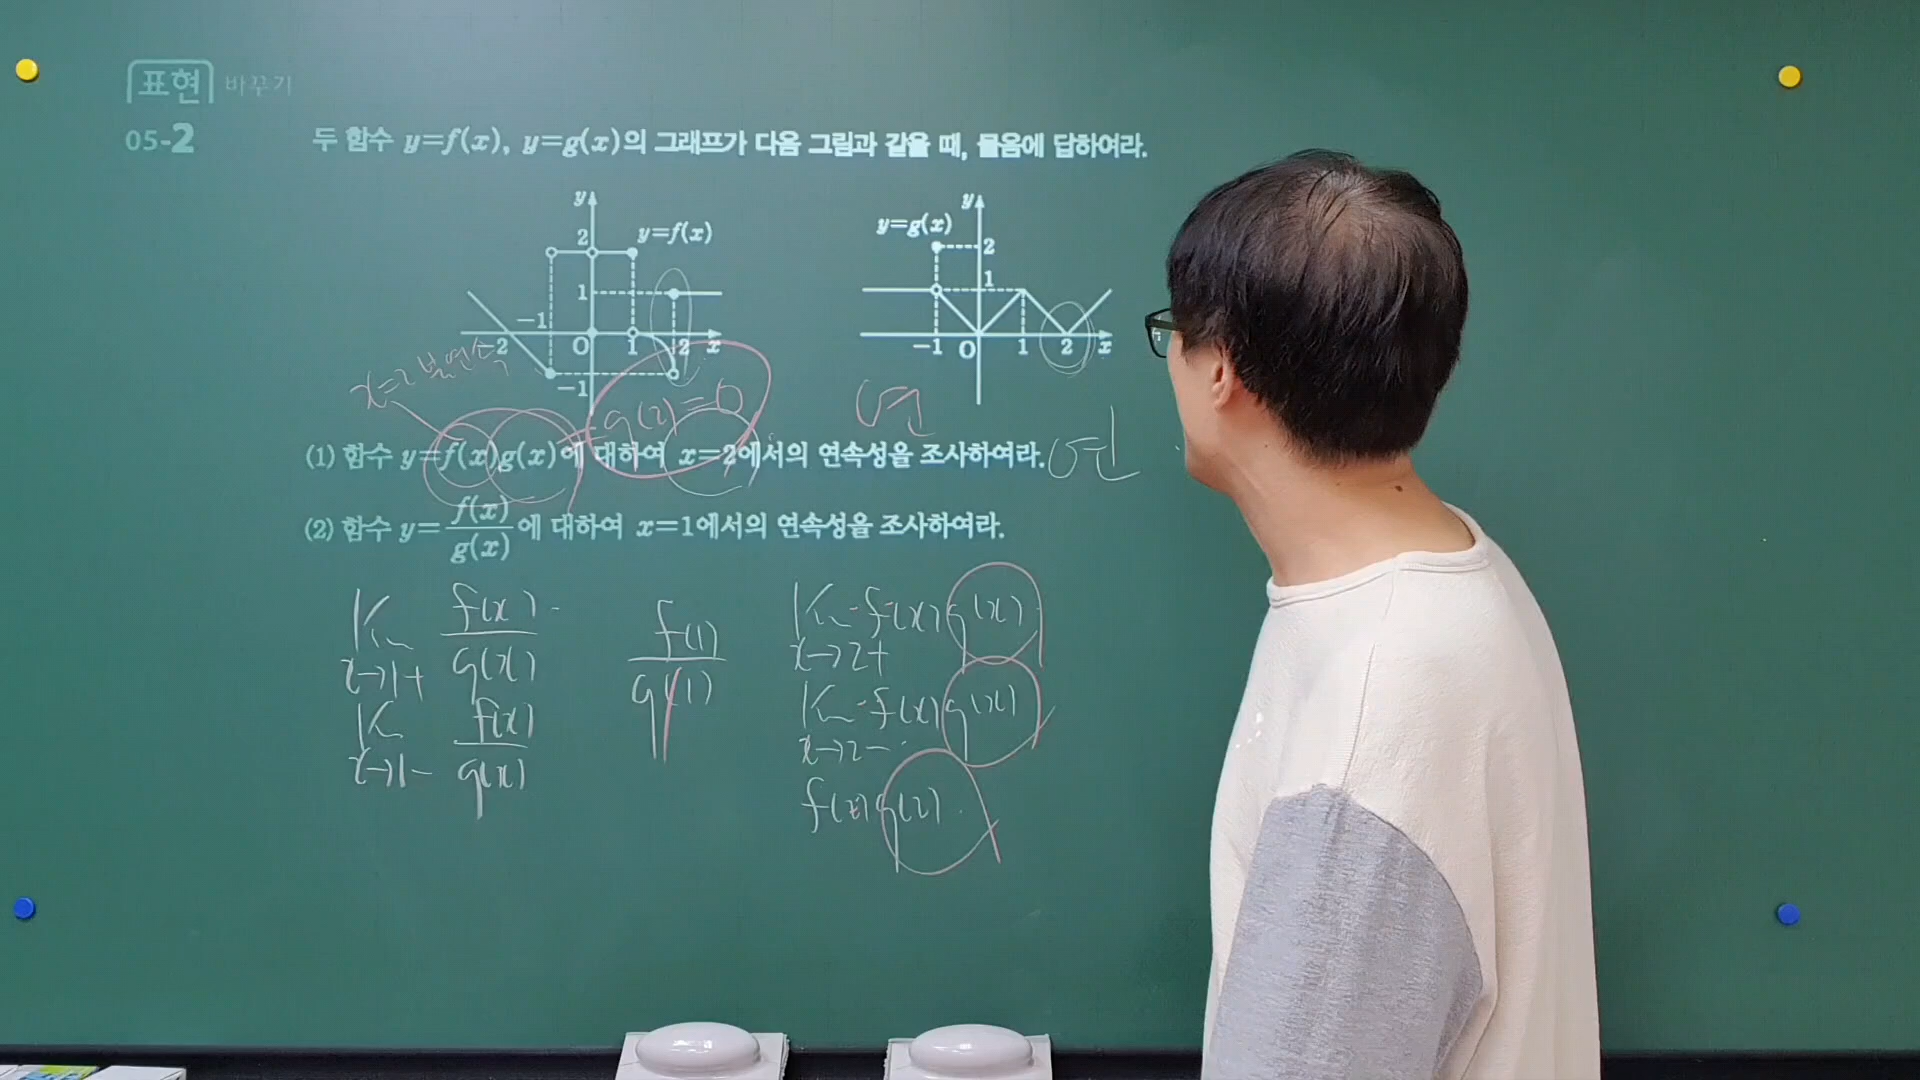 표현 바꾸기
05-2 두 함수 y=f(x), y=g(x)의 그래프가 다음 그림과 같을 때, 물음에 답하여라.
y
2
y=f(x)
1
-1
-2
O
1
2
x
-1
y
y=g(x)
2
1
-1
O
1
2
x
x=2 불연속
g(2)=0
연
(1) 함수 y=f(x)g(x)에 대하여 x=2에서의 연속성을 조사하여라. 연
(2) 함수 y=f(x)/g(x)에 대하여 x=1에서의 연속성을 조사하여라.
lim x→1+ f(x)/g(x)
lim x→1- f(x)/g(x)
f(1)/g(1)
lim x→2+ f(x)g(x)
lim x→2- f(x)g(x)
f(2)g(2)